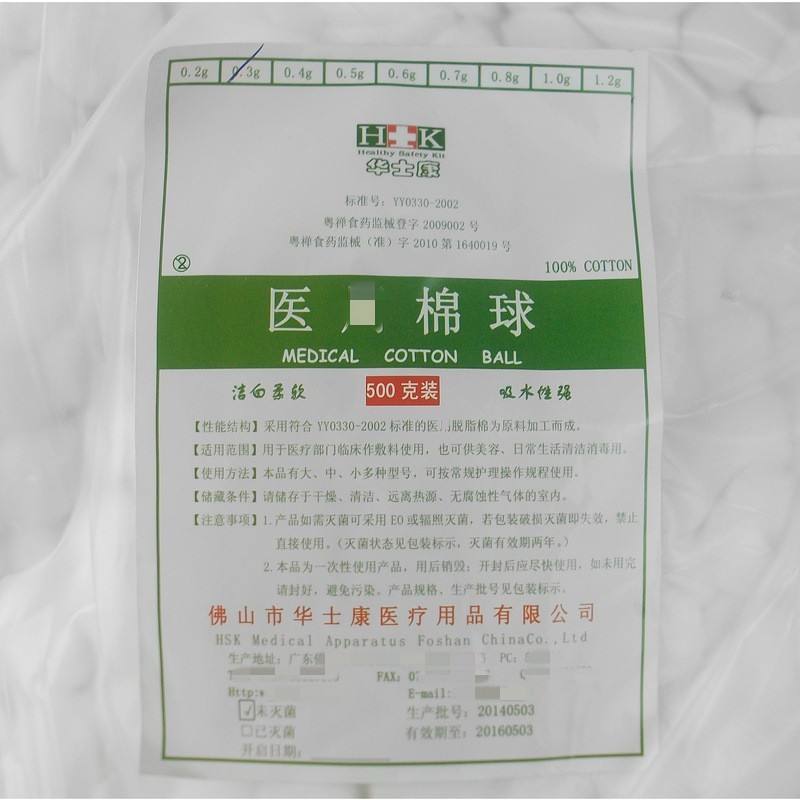 0.2g 0.3g 0.4g 0.5g 0.6g 0.7g 0.8g 1.0g 1.2g
H K
Healthy Safety Kit
华士康
标准号：YY0330-2002
粤禅食药监械登字 2009002 号
粤禅食药监械（准）字 2010 第 1640019 号
② 100% COTTON
医 棉球
MEDICAL COTTON BALL
洁白柔软 500克装 吸水性强
【性能结构】采用符合 YY0330-2002 标准的医 脱脂棉为原料加工而成。
【适用范围】用于医疗部门临床作敷料使用，也可供美容、日常生活清洁消毒用。
【使用方法】本品有大、中、小多种型号，可按常规护理操作规程使用。
【储藏条件】请储存于干燥、清洁、远离热源、无腐蚀性气体的室内。
【注意事项】1.产品如需灭菌可采用 EO 或辐照灭菌，若包装破损灭菌即失效，禁止
直接使用。（灭菌状态见包装标示，灭菌有效期两年。）
2.本品为一次性使用产品，用后销毁；开封后应尽快使用，如未用完
请封好，避免污染。产品规格、生产批号见包装标示。
佛山市华士康医疗用品有限公司
HSK Medical Apparatus Foshan ChinaCo.,Ltd
生产地址：广东 PC:
FAX:
Http: E-mail:
☑未灭菌 生产批号：20140503
□已灭菌 有效期至：20160503
开启日期：